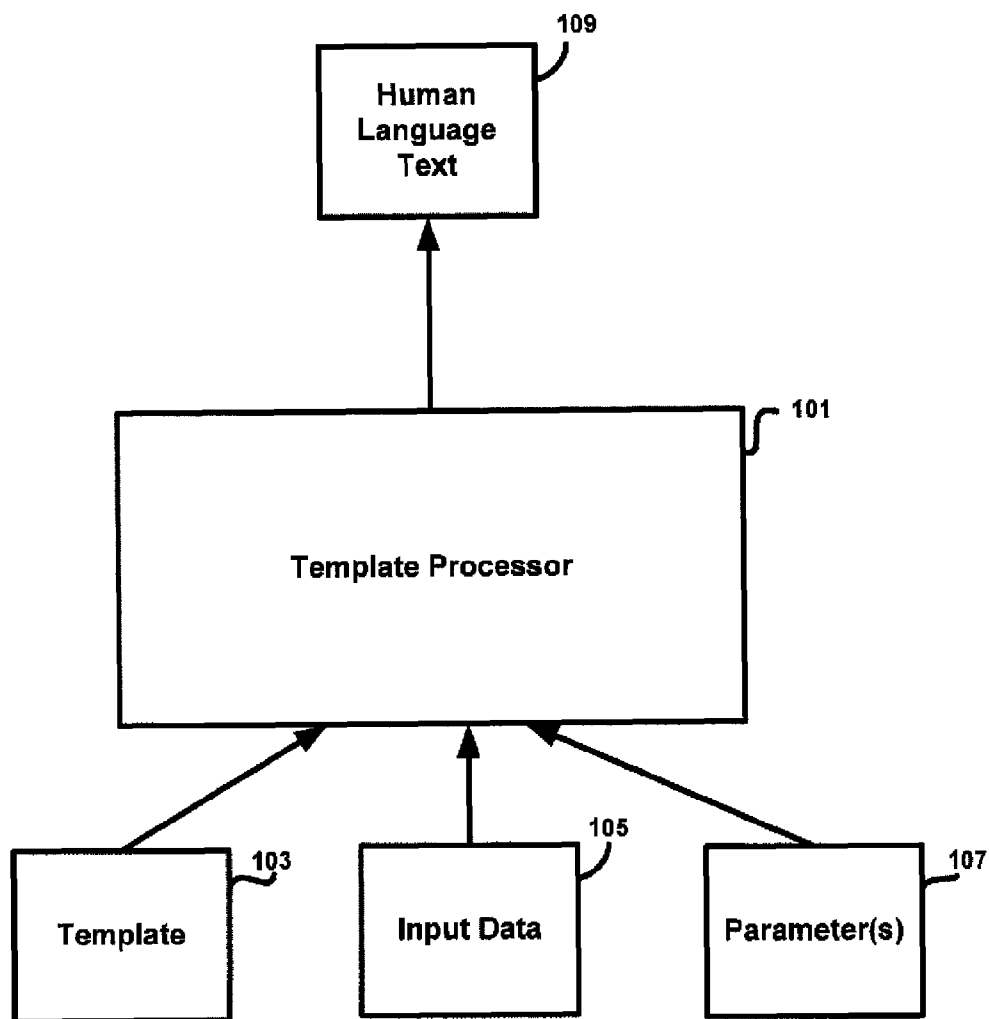 109
Human
Language
Text
101
Template Processor
103
Template
105
Input Data
107
Parameter(s)